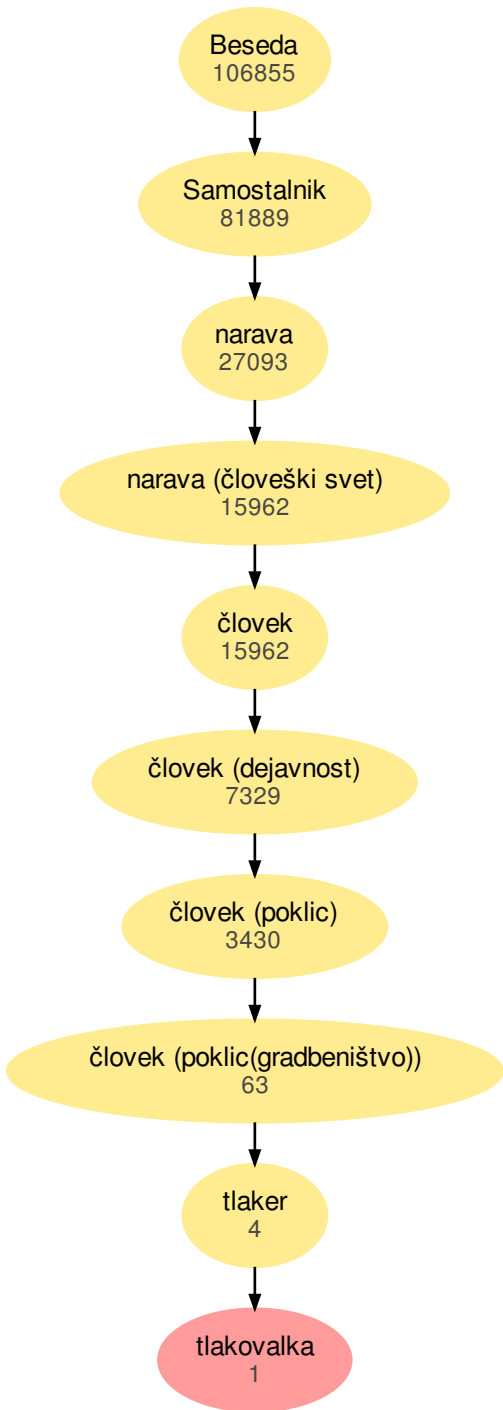 Beseda
106855
Samostalnik
81889
narava
27093
narava (človeški svet)
15962
človek
15962
človek (dejavnost)
7329
človek (poklic)
3430
človek (poklic(gradbeništvo))
63
tlaker
4
tlakovalka
1